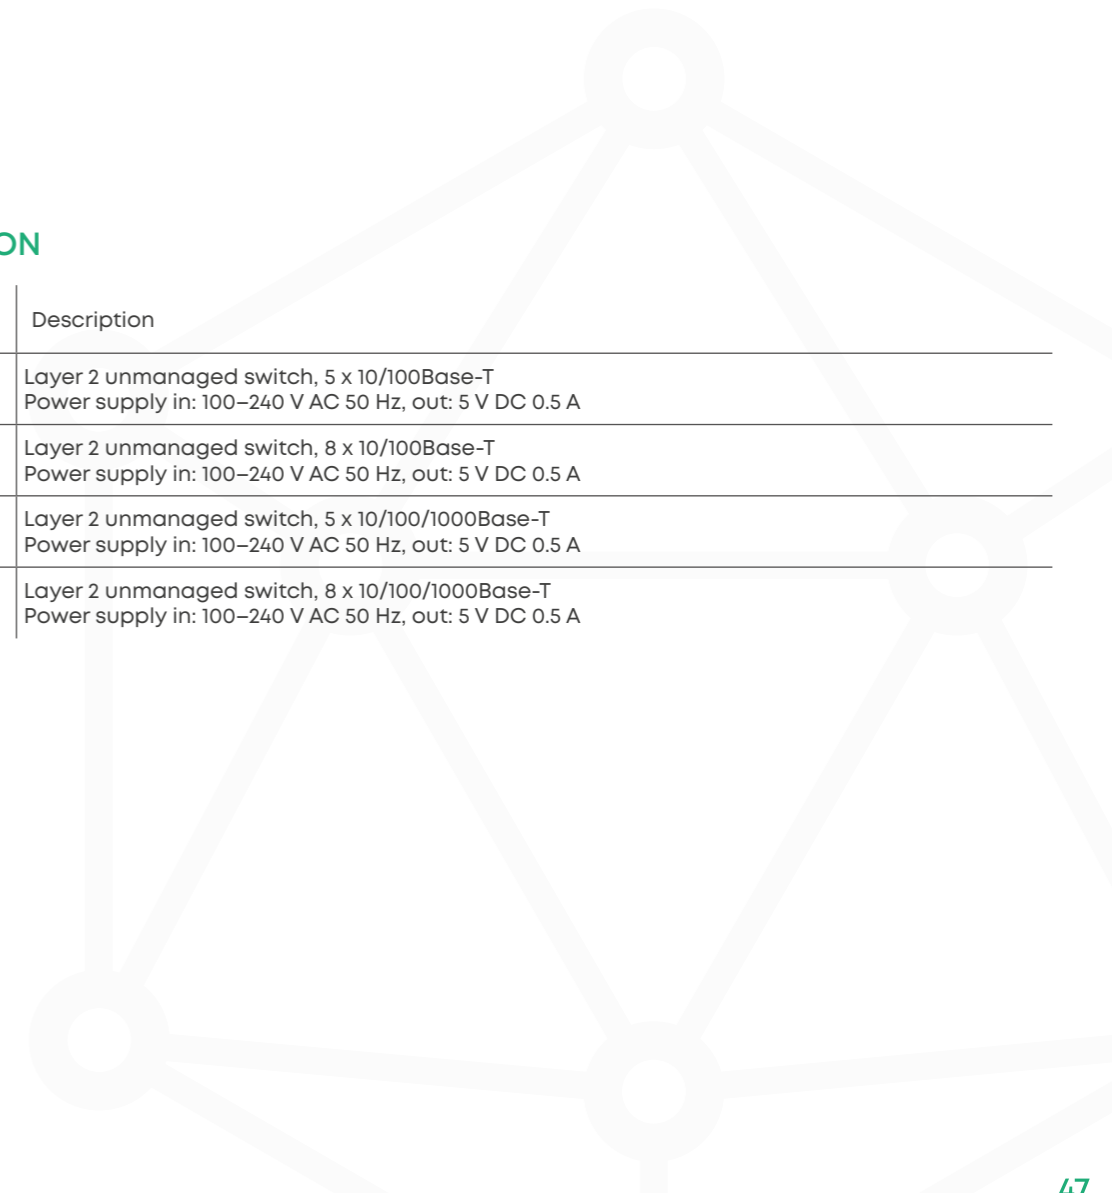 ON
Description
Layer 2 unmanaged switch, 5 x 10/100Base-T
Power supply in: 100–240 V AC 50 Hz, out: 5 V DC 0.5 A
Layer 2 unmanaged switch, 8 x 10/100Base-T
Power supply in: 100–240 V AC 50 Hz, out: 5 V DC 0.5 A
Layer 2 unmanaged switch, 5 x 10/100/1000Base-T
Power supply in: 100–240 V AC 50 Hz, out: 5 V DC 0.5 A
Layer 2 unmanaged switch, 8 x 10/100/1000Base-T
Power supply in: 100–240 V AC 50 Hz, out: 5 V DC 0.5 A
47